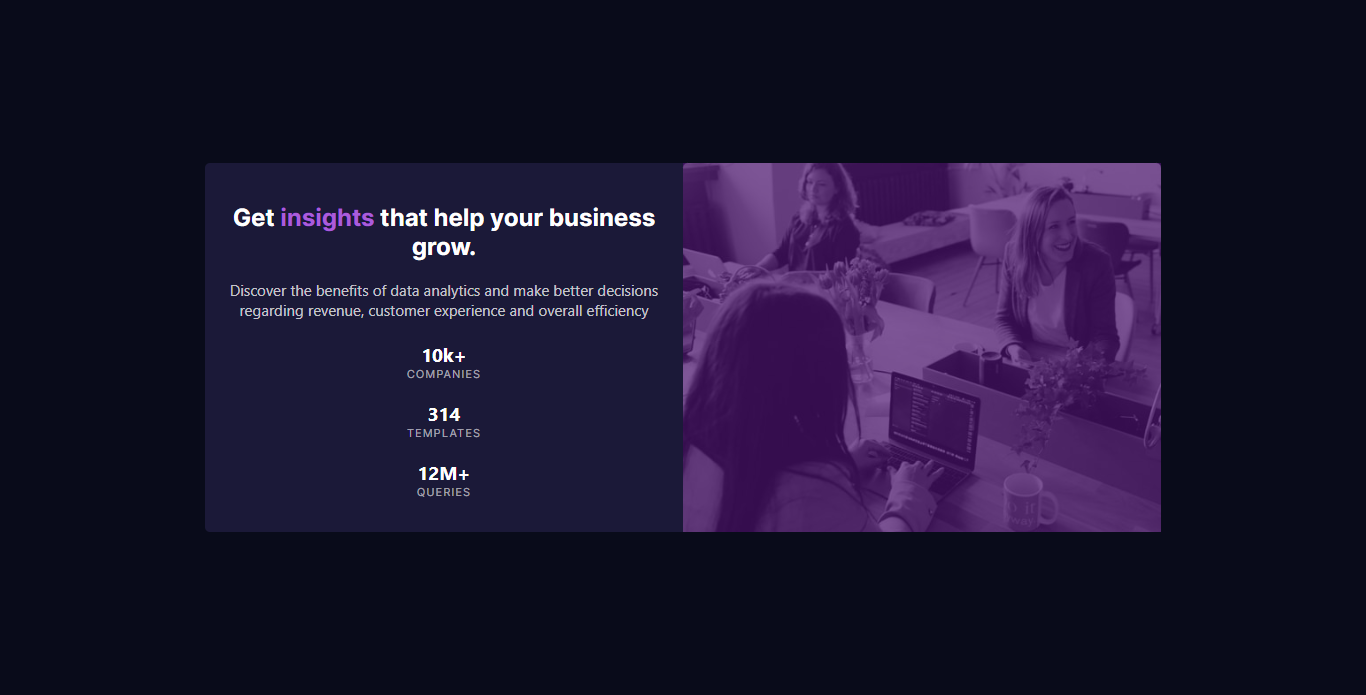 Get insights that help your business
grow.
Discover the benefits of data analytics and make better decisions
regarding revenue, customer experience and overall efficiency
10k+
COMPANIES
314
TEMPLATES
12M+
QUERIES